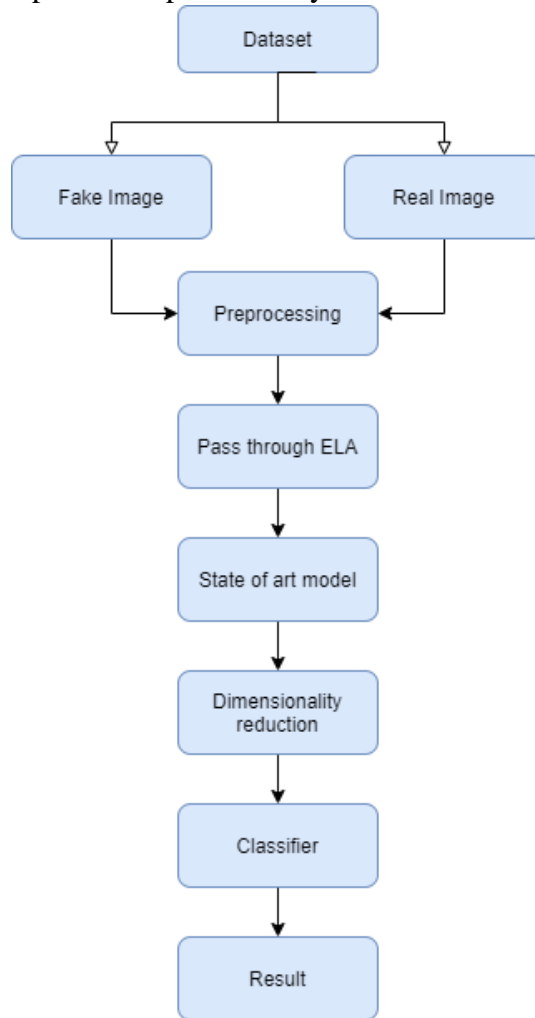 Dataset
Fake Image
Real Image
Preprocessing
Pass through ELA
State of art model
Dimensionality
reduction
Classifier
Result